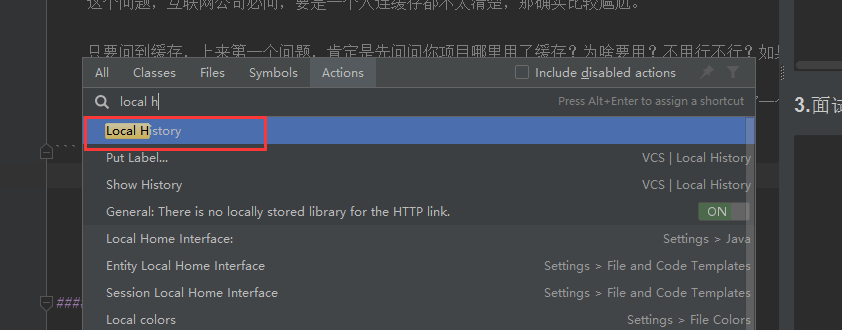 这个问题，互联网公司必问，要是一个人连缓存都不太清楚，那确实比较尴尬。
只要问到缓存，上来第一个问题，肯定是先问问你项目哪里用了缓存？为啥要用？不用行不行？如果
All Classes Files Symbols Actions Include disabled actions
local h Press Alt+Enter to assign a shortcut
3.面试
Local History
Put Label... VCS | Local History
Show History VCS | Local History
General: There is no locally stored library for the HTTP link. ON
Local Home Interface: Settings > Java
Entity Local Home Interface Settings > File and Code Templates
Session Local Home Interface Settings > File and Code Templates
Local colors Settings > File Colors